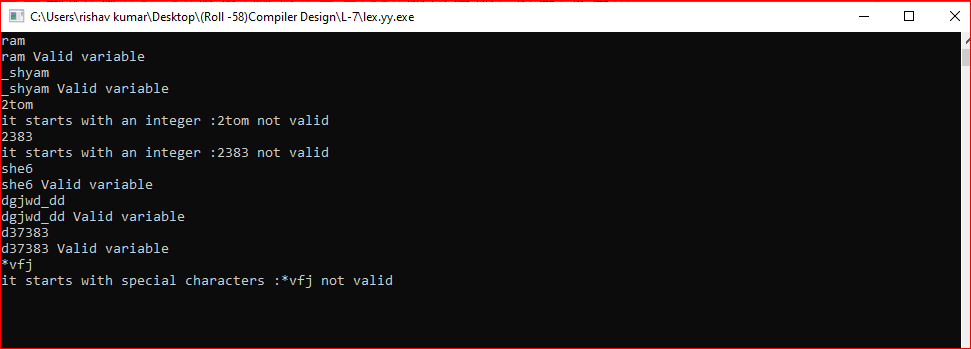 C:\Users\rishav kumar\Desktop\(Roll -58)Compiler Design\L-7\lex.yy.exe
ram
ram Valid variable
_shyam
_shyam Valid variable
2tom
it starts with an integer :2tom not valid
2383
it starts with an integer :2383 not valid
she6
she6 Valid variable
dgjwd_dd
dgjwd_dd Valid variable
d37383
d37383 Valid variable
*vfj
it starts with special characters :*vfj not valid